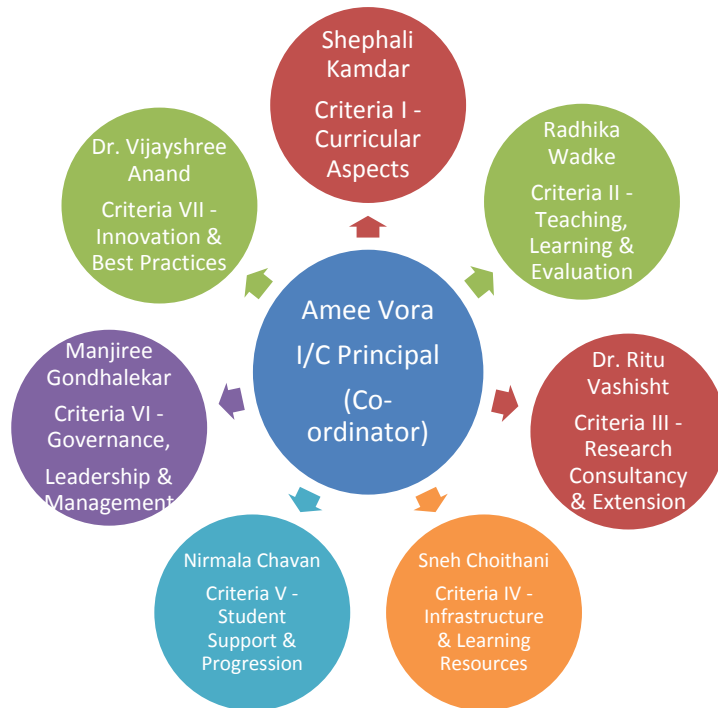 Shephali
Kamdar
Criteria I -
Curricular
Aspects
Radhika
Wadke
Criteria II -
Teaching,
Learning &
Evaluation
Dr. Ritu
Vashisht
Criteria III -
Research
Consultancy
& Extension
Sneh Choithani
Criteria IV -
Infrastructure
& Learning
Resources
Nirmala Chavan
Criteria V -
Student
Support &
Progression
Manjiree
Gondhalekar
Criteria VI -
Governance,
Leadership &
Management
Dr. Vijayshree
Anand
Criteria VII -
Innovation &
Best Practices
Amee Vora
I/C Principal
(Co-
ordinator)